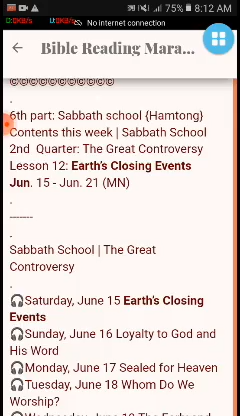 U:0KB/s D:0KB/s 75% 8:12 AM
No internet connection
Bible Reading Mara...
©©©©©©©©©©©
.
6th part: Sabbath school {Hamtong}
Contents this week | Sabbath School
2nd Quarter: The Great Controversy
Lesson 12: Earth's Closing Events
Jun. 15 - Jun. 21 (MN)
.
-------
.
Sabbath School | The Great
Controversy
.
🎧Saturday, June 15 Earth's Closing
Events
🎧Sunday, June 16 Loyalty to God and
His Word
🎧Monday, June 17 Sealed for Heaven
🎧Tuesday, June 18 Whom Do We
Worship?